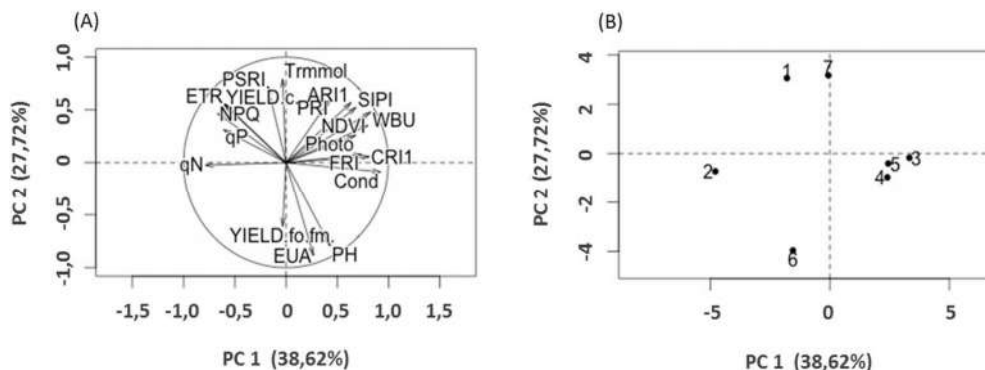 (A)
1,0
0,5
0
-0,5
-1,0
PC 2 (27,72%)
PSRI
Trmmol
ETR
YIELD.c.
ARI1
SIPI
NPQ
PRI
WBU
qP
NDVI
Photo
qN
FRI
CRI1
Cond
YIELD.fo.fm.
EUA
PH
-1,5 -1,0 -0,5 0 0,5 1,0 1,5
PC 1 (38,62%)
(B)
4
2
0
-2
-4
PC 2 (27,72%)
1
7
2
5
3
4
6
-5 0 5
PC 1 (38,62%)